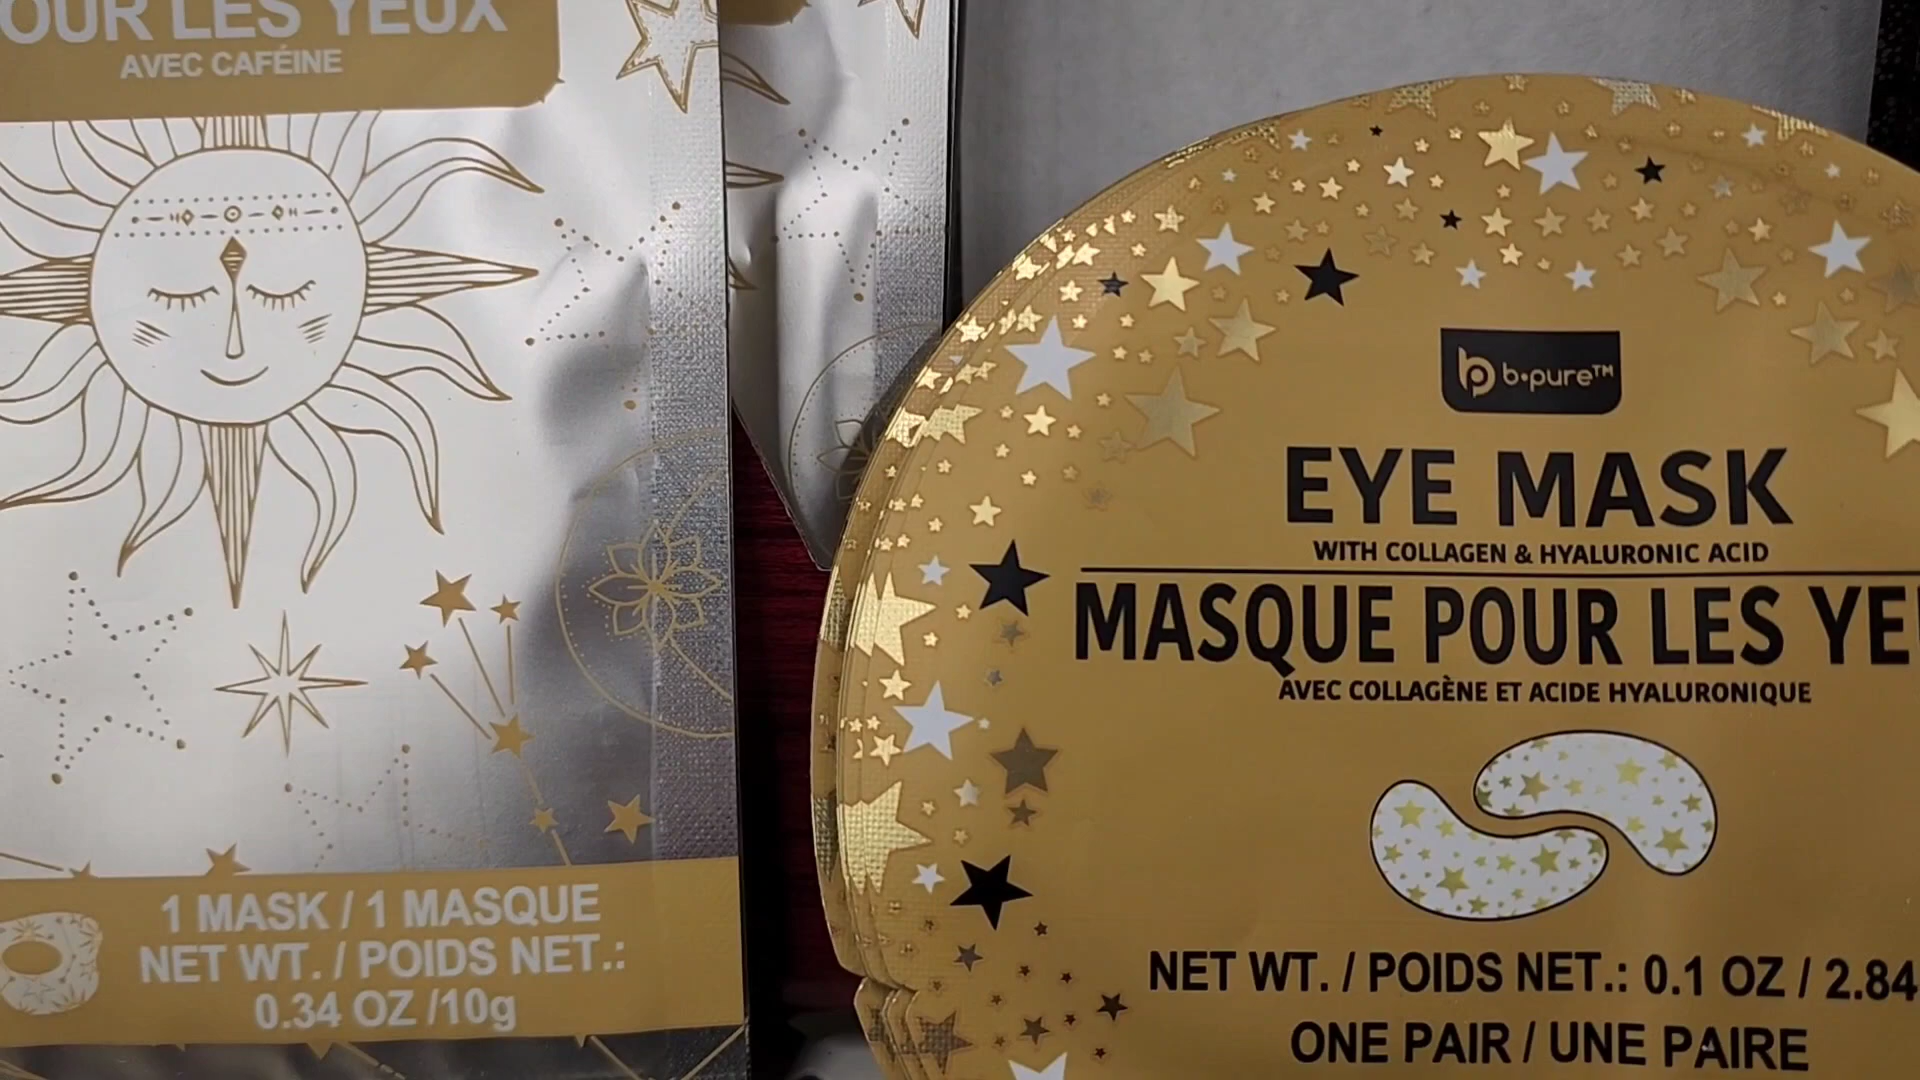 POUR LES YEUX
AVEC CAFÉINE
1 MASK / 1 MASQUE
NET WT. / POIDS NET.:
0.34 OZ /10g
b•pure™
EYE MASK
WITH COLLAGEN & HYALURONIC ACID
MASQUE POUR LES YE
AVEC COLLAGÈNE ET ACIDE HYALURONIQUE
NET WT. / POIDS NET.: 0.1 OZ / 2.84
ONE PAIR / UNE PAIRE